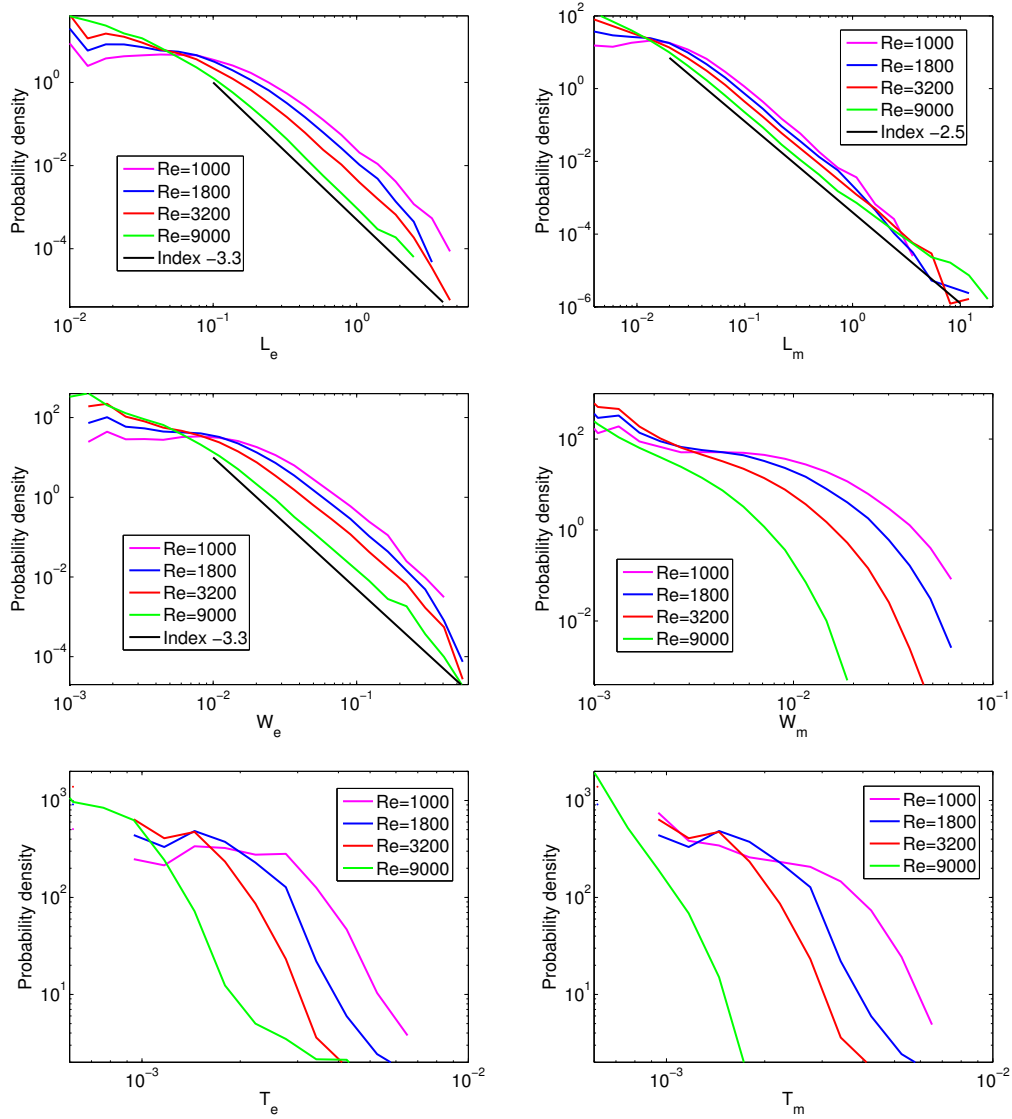 Probability density
10^0
10^−2
10^−4
10^−2
10^−1
10^0
L_e
Re=1000
Re=1800
Re=3200
Re=9000
Index −3.3
Probability density
10^2
10^0
10^−2
10^−4
10^−6
10^−2
10^−1
10^0
10^1
L_m
Re=1000
Re=1800
Re=3200
Re=9000
Index −2.5
Probability density
10^2
10^0
10^−2
10^−4
10^−3
10^−2
10^−1
W_e
Re=1000
Re=1800
Re=3200
Re=9000
Index −3.3
Probability density
10^2
10^0
10^−2
10^−3
10^−2
10^−1
W_m
Re=1000
Re=1800
Re=3200
Re=9000
Probability density
10^3
10^2
10^1
10^−3
10^−2
T_e
Re=1000
Re=1800
Re=3200
Re=9000
Probability density
10^3
10^2
10^1
10^−3
10^−2
T_m
Re=1000
Re=1800
Re=3200
Re=9000